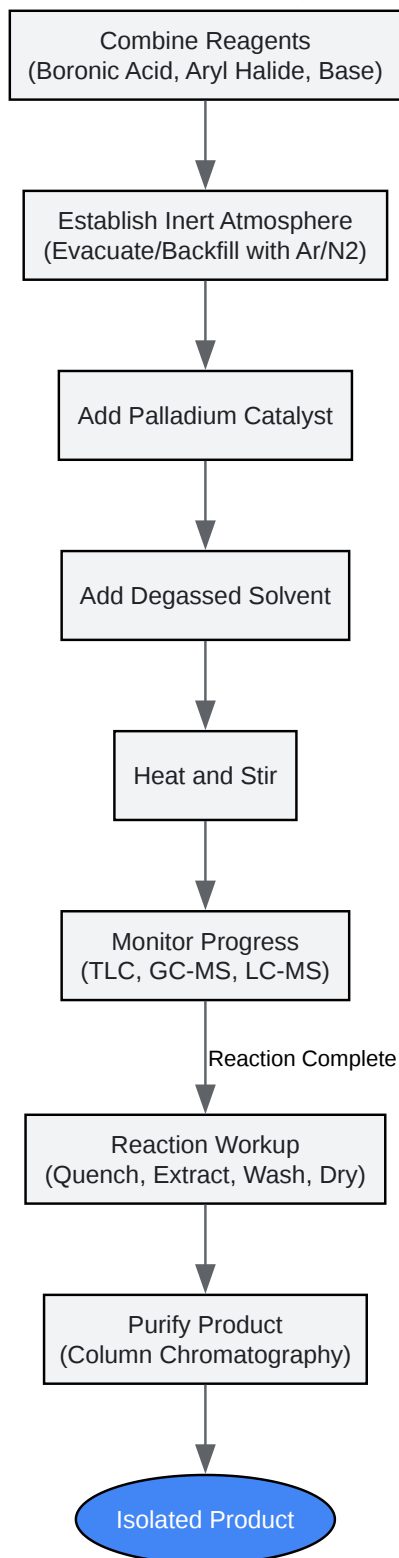 Combine Reagents
(Boronic Acid, Aryl Halide, Base)
Establish Inert Atmosphere
(Evacuate/Backfill with Ar/N2)
Add Palladium Catalyst
Add Degassed Solvent
Heat and Stir
Monitor Progress
(TLC, GC-MS, LC-MS)
Reaction Complete
Reaction Workup
(Quench, Extract, Wash, Dry)
Purify Product
(Column Chromatography)
Isolated Product